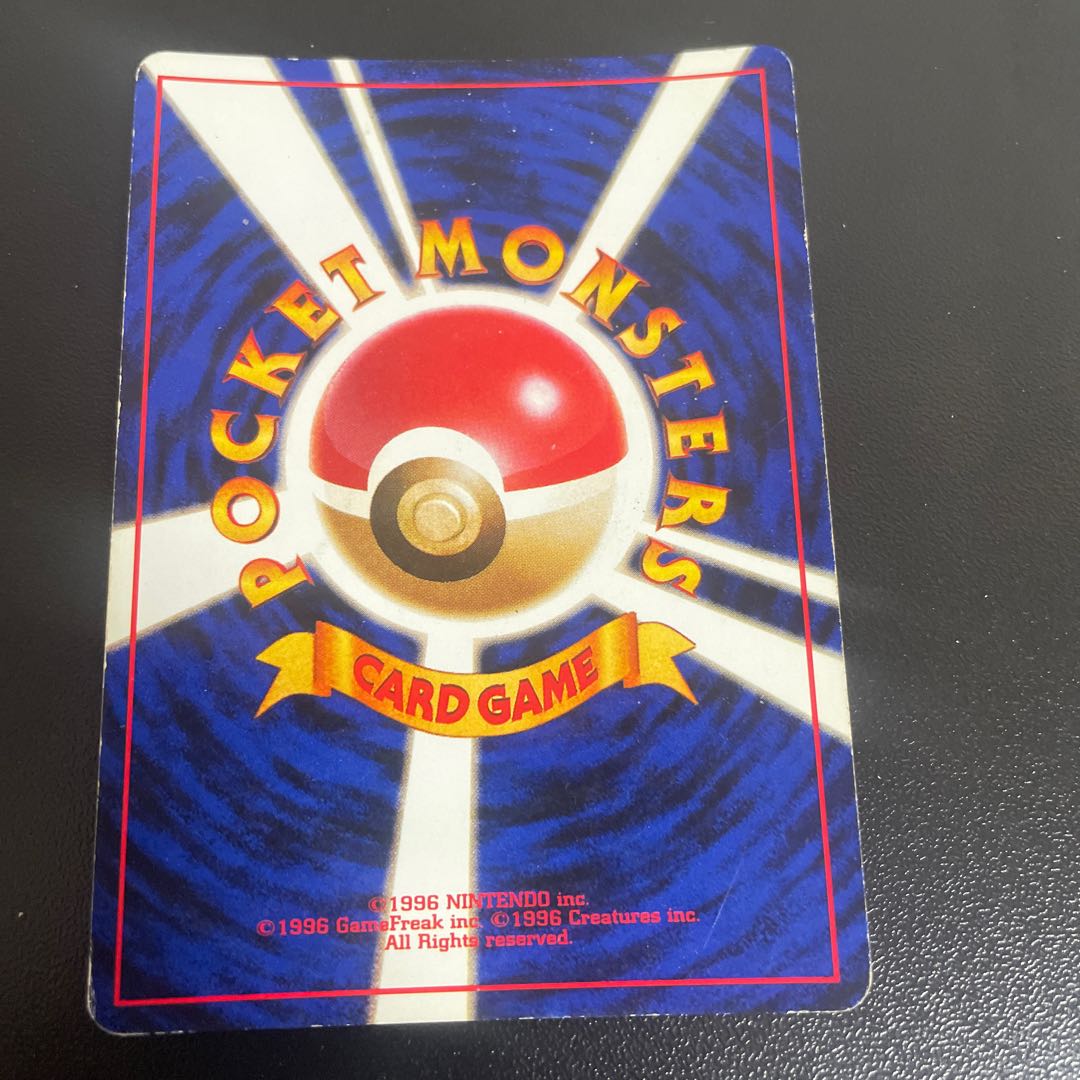 POCKET MONSTERS
CARD GAME
©1996 NINTENDO inc.
©1996 GameFreak inc. ©1996 Creatures inc.
All Rights reserved.